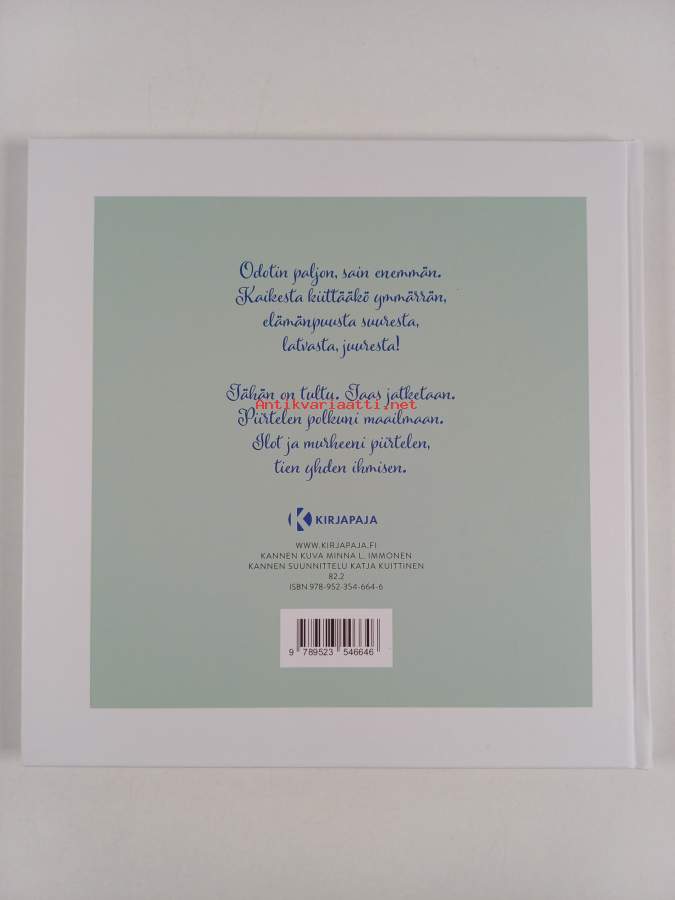 Odotin paljon, sain enemmän.
Kaikesta kiittääkö ymmärrän,
elämänpuusta suuresta,
latvasta, juuresta!
Tähän on tultu. Taas jatketaan.
Antikvariaatti.net
Piirtelen polkuni maailmaan.
Ilot ja murheeni piirtelen,
tien yhden ihmisen.
KIRJAPAJA
WWW.KIRJAPAJA.FI
KANNEN KUVA MINNA L. IMMONEN
KANNEN SUUNNITTELU KATJA KUITTINEN
82.2
ISBN 978-952-354-664-6
9 789523 546646